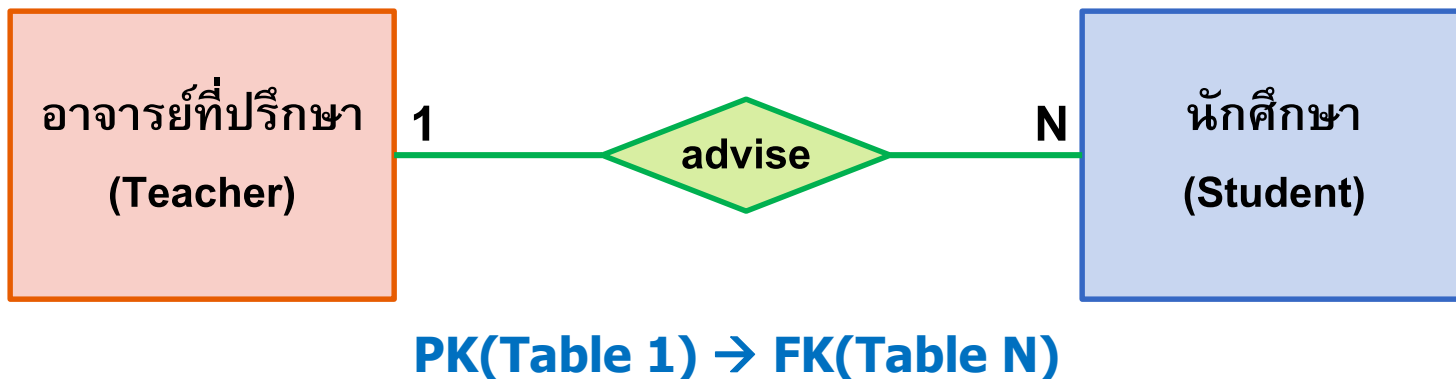 อาจารย์ที่ปรึกษา
(Teacher)
1
advise
N
นักศึกษา
(Student)
PK(Table 1) → FK(Table N)